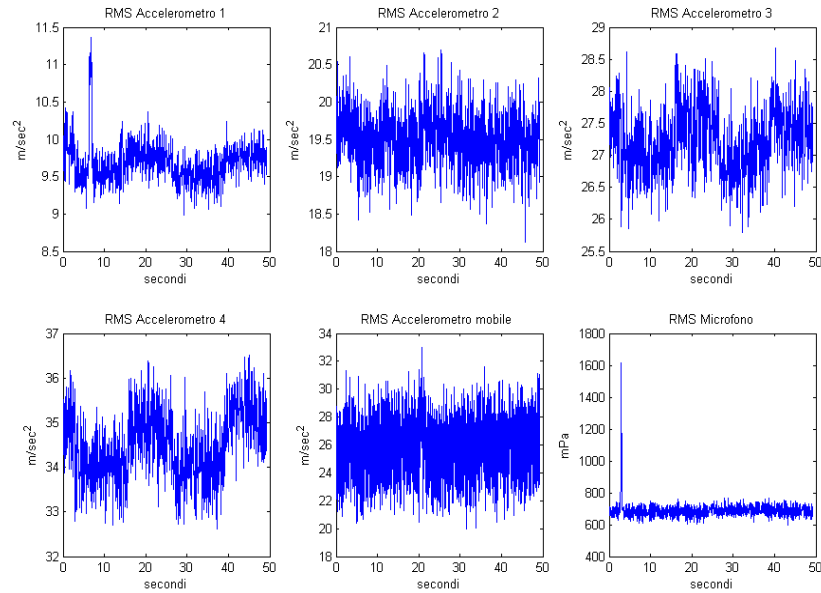 RMS Accelerometro 1
11.5
11
10.5
10
9.5
9
8.5
m/sec²
0 10 20 30 40 50
secondi
RMS Accelerometro 2
21
20.5
20
19.5
19
18.5
18
m/sec²
0 10 20 30 40 50
secondi
RMS Accelerometro 3
29
28.5
28
27.5
27
26.5
26
25.5
m/sec²
0 10 20 30 40 50
secondi
RMS Accelerometro 4
37
36
35
34
33
32
m/sec²
0 10 20 30 40 50
secondi
RMS Accelerometro mobile
34
32
30
28
26
24
22
20
18
m/sec²
0 10 20 30 40 50
secondi
RMS Microfono
1800
1600
1400
1200
1000
800
600
400
mPa
0 10 20 30 40 50
secondi